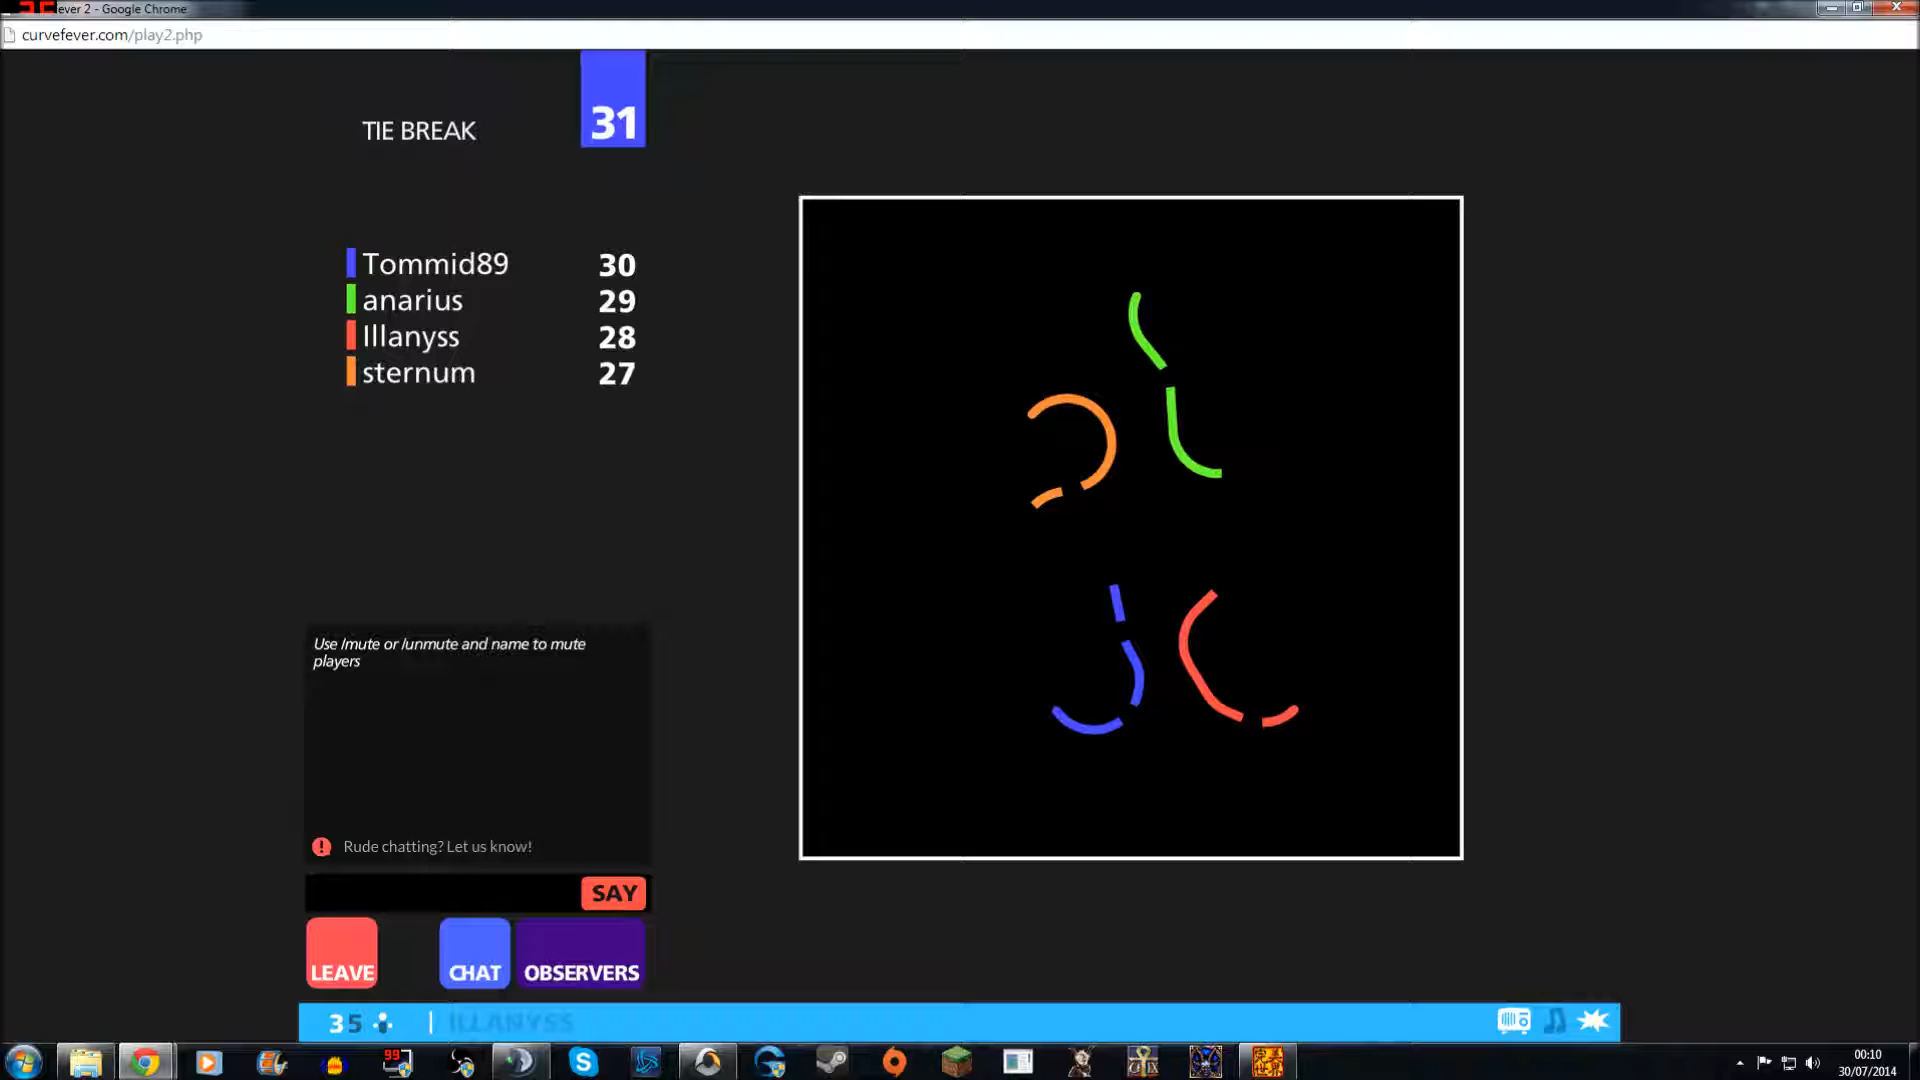 ever 2 - Google Chrome
curvefever.com/play2.php
TIE BREAK
31
Tommid89 30
anarius 29
Illanyss 28
sternum 27
Use /mute or /unmute and name to mute
players
Rude chatting? Let us know!
SAY
LEAVE
CHAT
OBSERVERS
35
ILLANYSS
99
00:10
30/07/2014